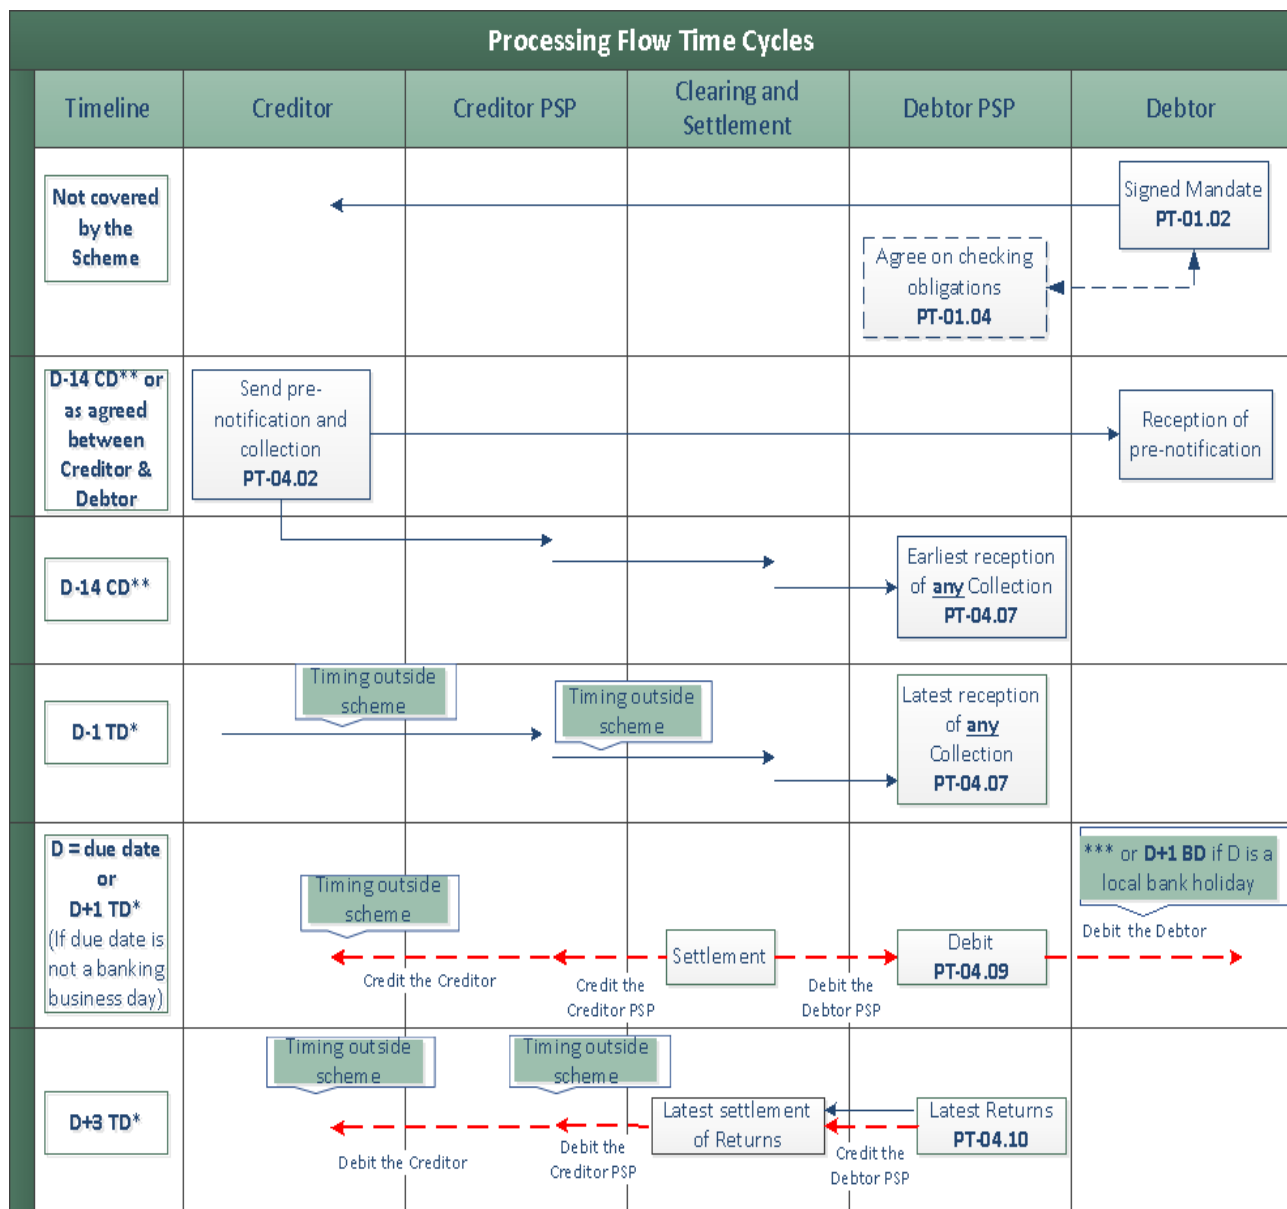 Processing Flow Time Cycles
Timeline
Creditor
Creditor PSP
Clearing and
Settlement
Debtor PSP
Debtor
Not covered
by the
Scheme
Signed Mandate
PT-01.02
Agree on checking
obligations
PT-01.04
D-14 CD** or
as agreed
between
Creditor &
Debtor
Send pre-
notification and
collection
PT-04.02
Reception of
pre-notification
D-14 CD**
Earliest reception
of any Collection
PT-04.07
D-1 TD*
Timing outside
scheme
Timing outside
scheme
Latest reception
of any
Collection
PT-04.07
D = due date
or
D+1 TD*
(If due date is
not a banking
business day)
Timing outside
scheme
Credit the Creditor
Credit the
Creditor PSP
Settlement
Debit the
Debtor PSP
Debit
PT-04.09
*** or D+1 BD if D is a
local bank holiday
Debit the Debtor
D+3 TD*
Timing outside
scheme
Timing outside
scheme
Debit the Creditor
Debit the
Creditor PSP
Latest settlement
of Returns
Credit the
Debtor PSP
Latest Returns
PT-04.10